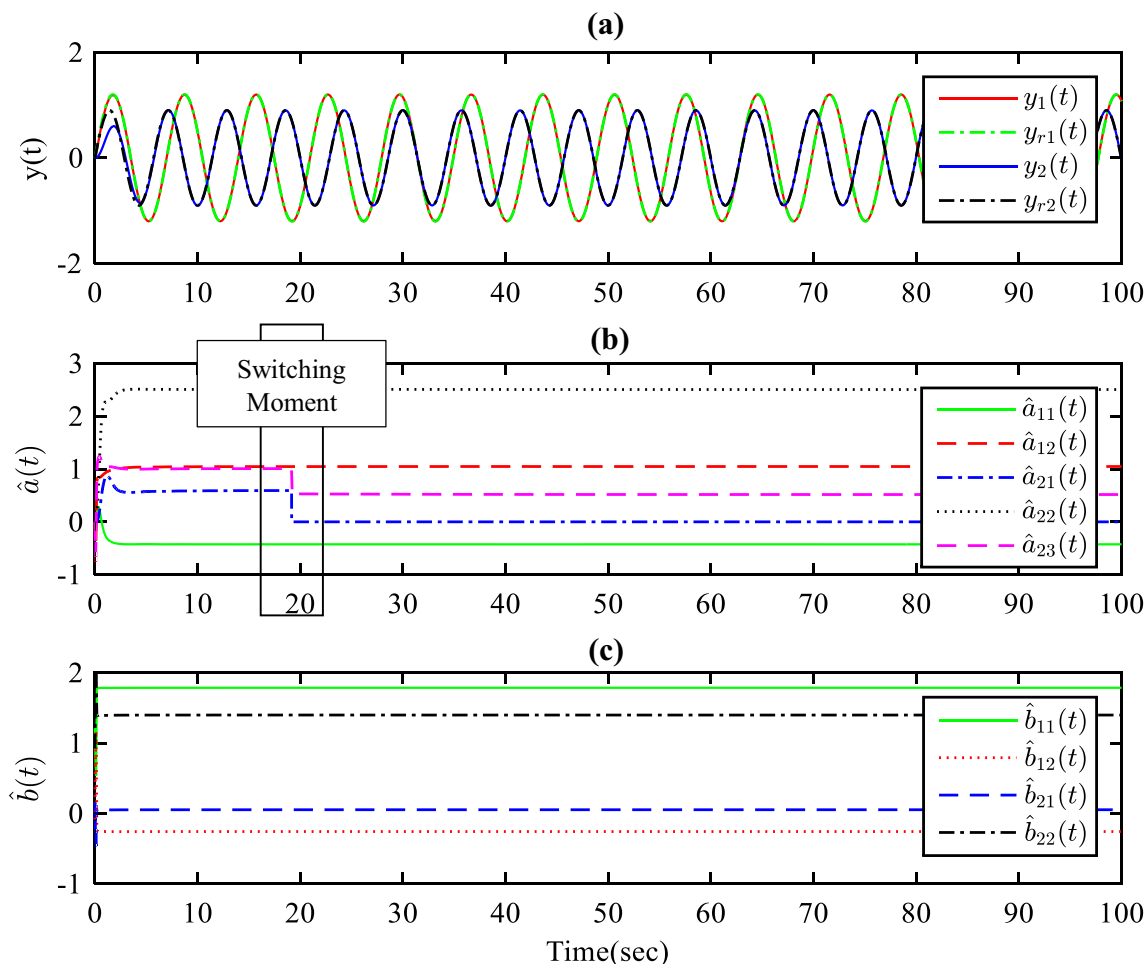 (a)
2
0
-2
y(t)
y₁(t)
yᵣ₁(t)
y₂(t)
yᵣ₂(t)
0 10 20 30 40 50 60 70 80 90 100
(b)
Switching
Moment
3
2
1
0
-1
â(t)
â₁₁(t)
â₁₂(t)
â₂₁(t)
â₂₂(t)
â₂₃(t)
0 10 20 30 40 50 60 70 80 90 100
(c)
2
1
0
-1
b̂(t)
b̂₁₁(t)
b̂₁₂(t)
b̂₂₁(t)
b̂₂₂(t)
0 10 20 30 40 50 60 70 80 90 100
Time(sec)